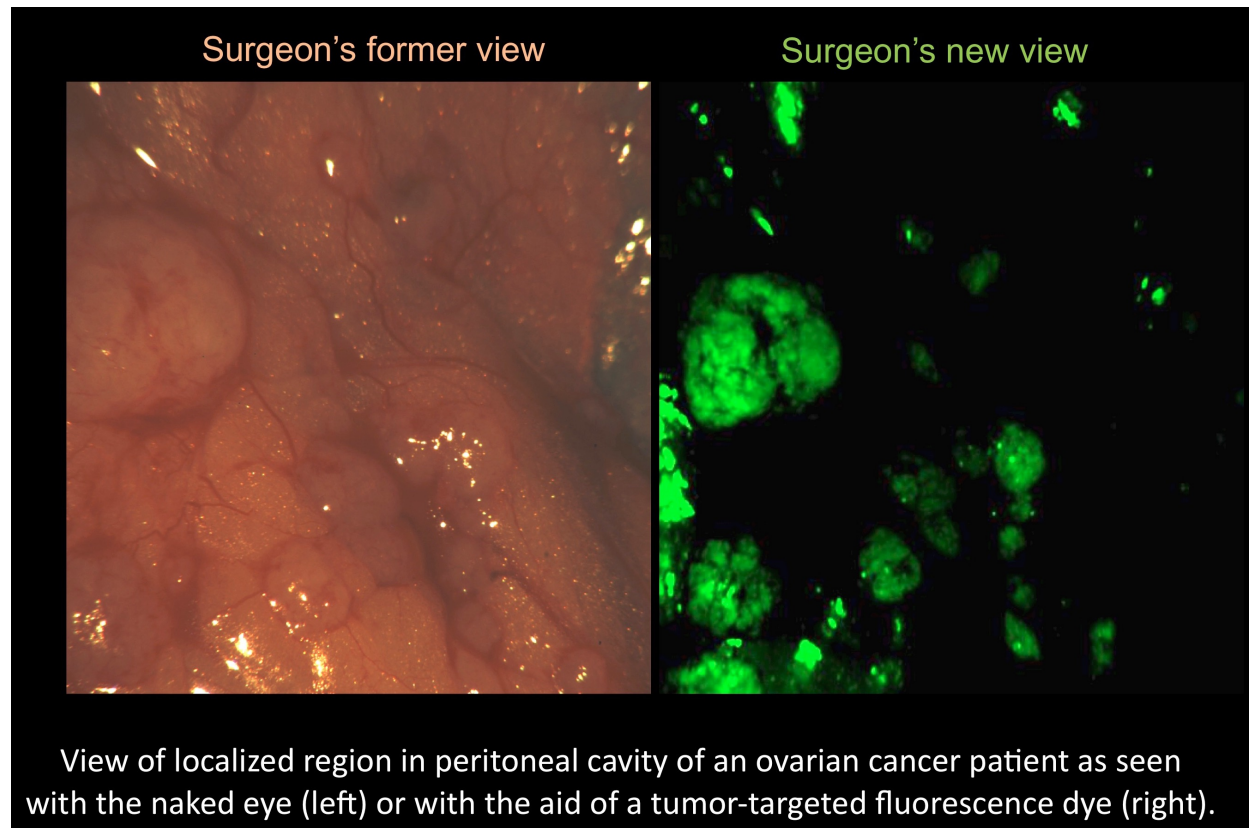 Surgeon’s former view
Surgeon’s new view
View of localized region in peritoneal cavity of an ovarian cancer patient as seen
with the naked eye (left) or with the aid of a tumor-targeted fluorescence dye (right).